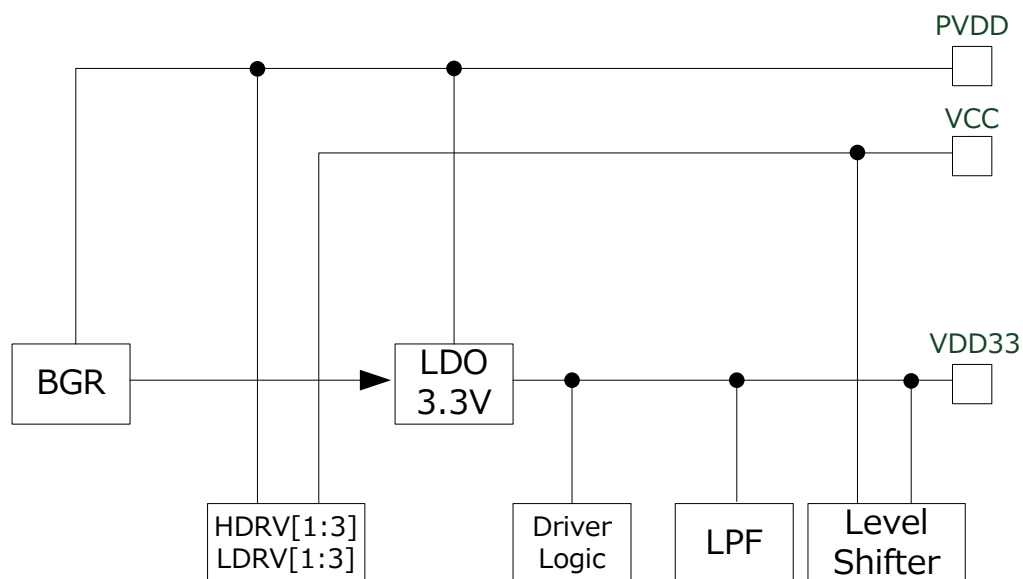 PVDD
VCC
VDD33
BGR
LDO
3.3V
HDRV[1:3]
LDRV[1:3]
Driver
Logic
LPF
Level
Shifter